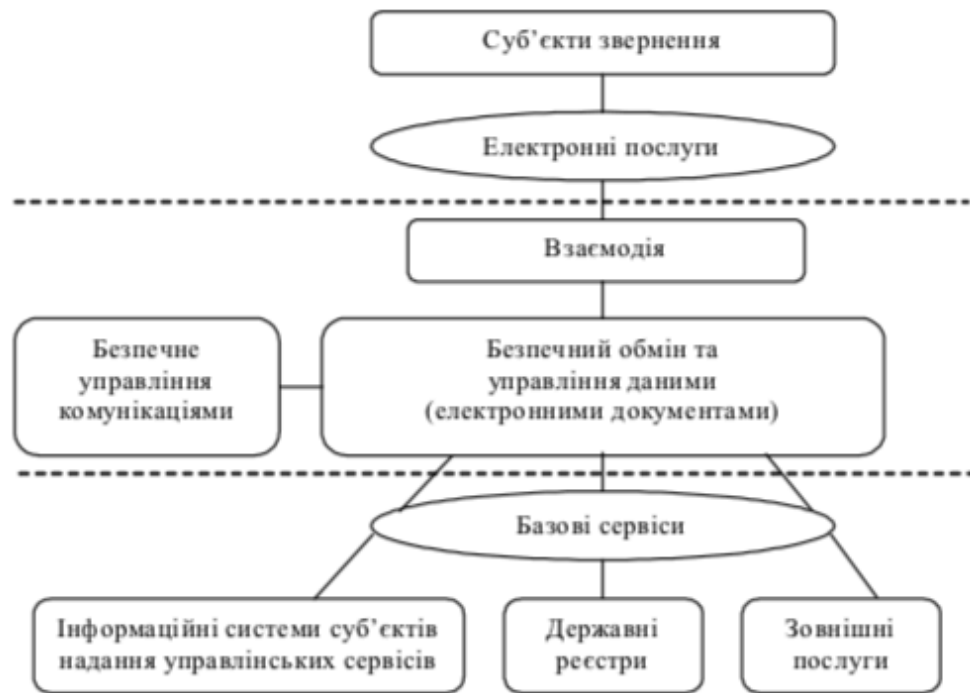 Суб’єкти звернення
Електронні послуги
Взаємодія
Безпечне
управління
комунікаціями
Безпечний обмін та
управління даними
(електронними документами)
Базові сервіси
Інформаційні системи суб’єктів
надання управлінських сервісів
Державні
реєстри
Зовнішні
послуги